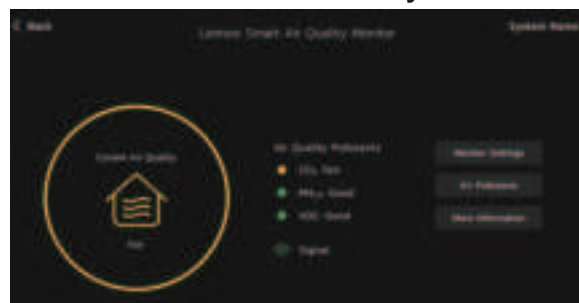 Back
Lennox Smart Air Quality Monitor
System Name
Overall Air Quality
Fair
Air Quality Pollutants
CO₂ Fair
PM₂.₅ Good
VOC Good
Signal
Monitor Settings
Air Pollutants
More Information